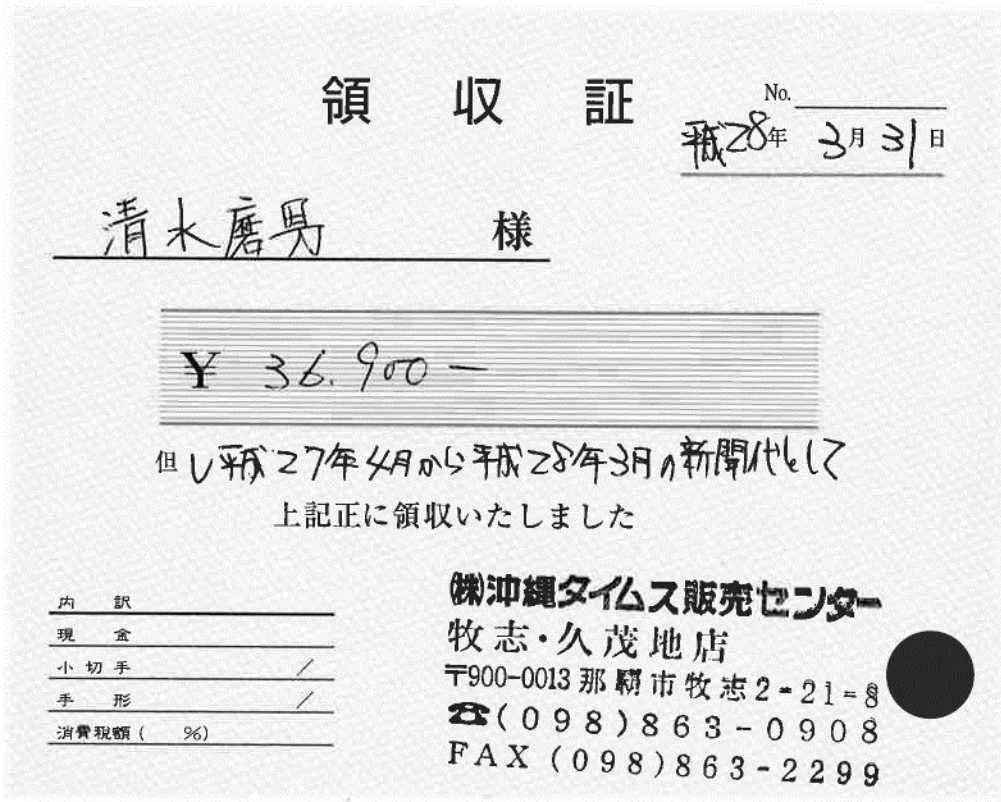 領収証
No.
平成28年 3月31日
清水磨男 様
¥ 36.900-
但し平成27年4月から平成28年3月の新聞代として
上記正に領収いたしました
内訳
現金
小切手 /
手形 /
消費税額( %)
㈱沖縄タイムス販売センター
牧志・久茂地店
〒900-0013 那覇市牧志2-21-8
☎(098)863-0908
FAX (098)863-2299